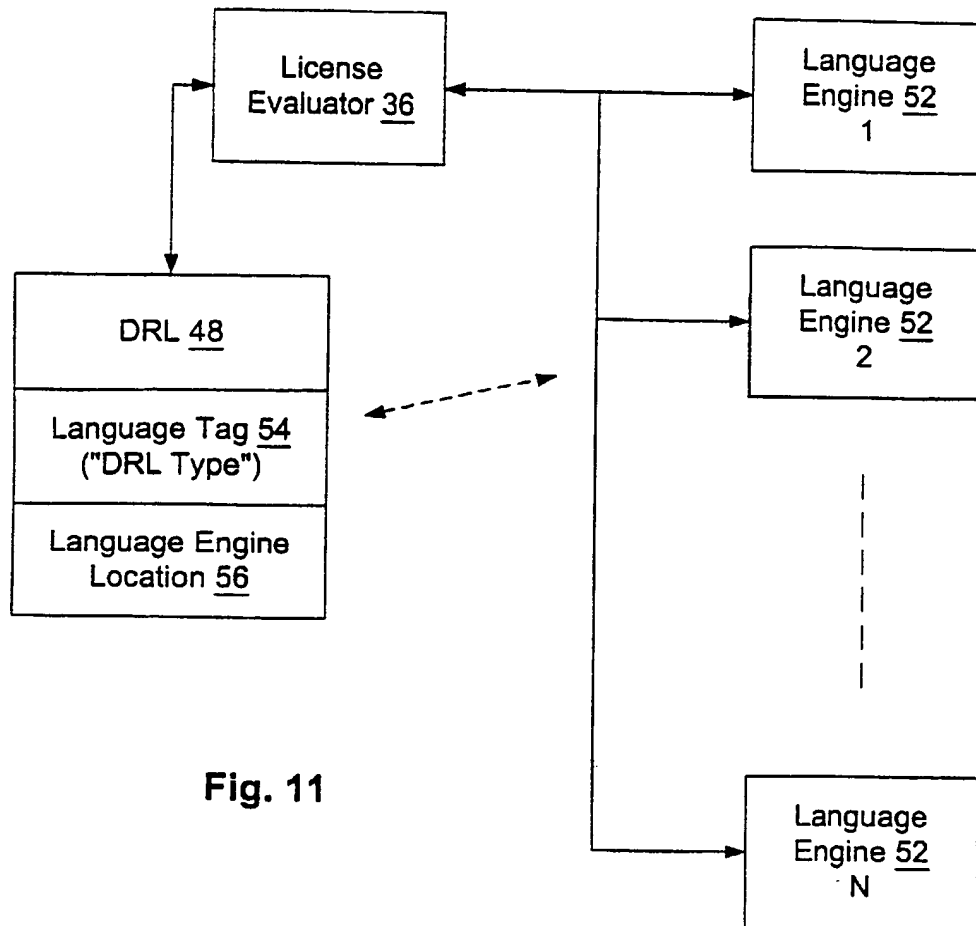 License
Evaluator 36
Language
Engine 52
1
Language
Engine 52
2
DRL 48
Language Tag 54
("DRL Type")
Language Engine
Location 56
Fig. 11
Language
Engine 52
N